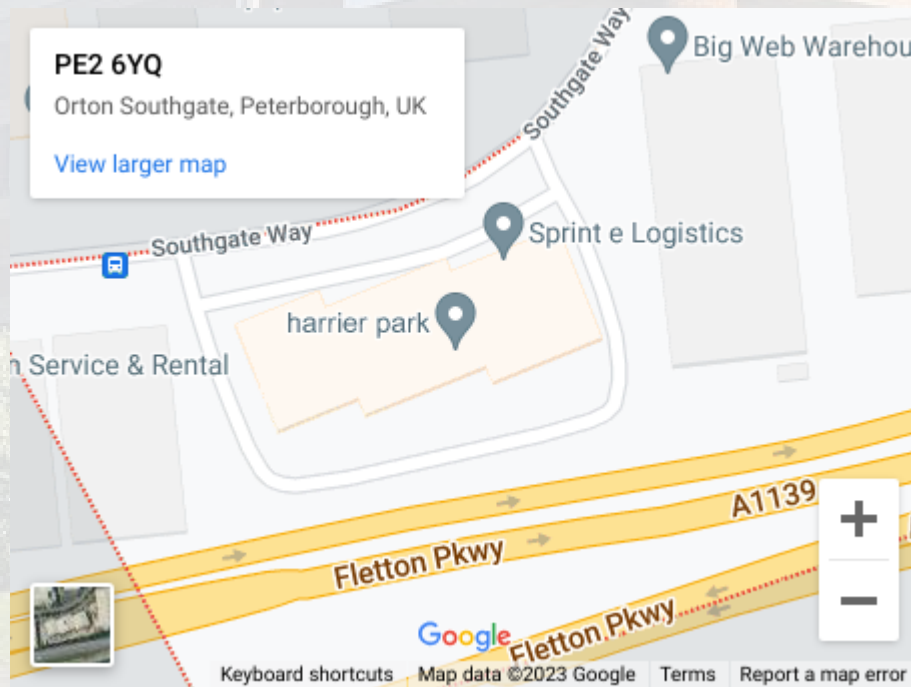 PE2 6YQ
Orton Southgate, Peterborough, UK
View larger map
Southgate Way
Big Web Warehou
Southgate Way
Sprint e Logistics
harrier park
n Service & Rental
A1139
Fletton Pkwy
Fletton Pkwy
Google
Keyboard shortcuts
Map data ©2023 Google
Terms
Report a map error